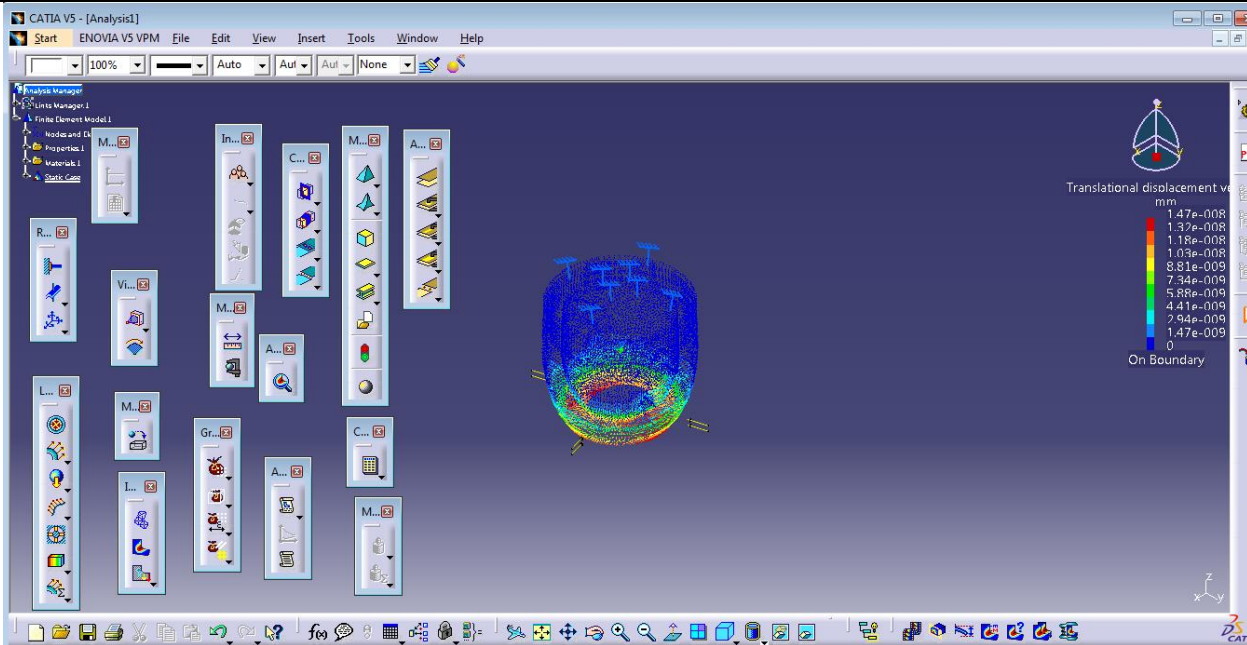 CATIA V5 - [Analysis1]
Start ENOVIA V5 VPM File Edit View Insert Tools Window Help
100% Auto Aut Aut None
Analysis Manager
Links Manager.1
Finite Element Model.1
Nodes and El
Properties.1
Materials.1
Static Case
M...
In...
C...
M...
A...
R...
Vi...
M...
A...
L...
M...
Gr...
C...
I...
A...
M...
Translational displacement ve
mm
1.47e-008
1.32e-008
1.18e-008
1.03e-008
8.81e-009
7.34e-009
5.88e-009
4.41e-009
2.94e-009
1.47e-009
0
On Boundary
z
x y
f(x)
CAT